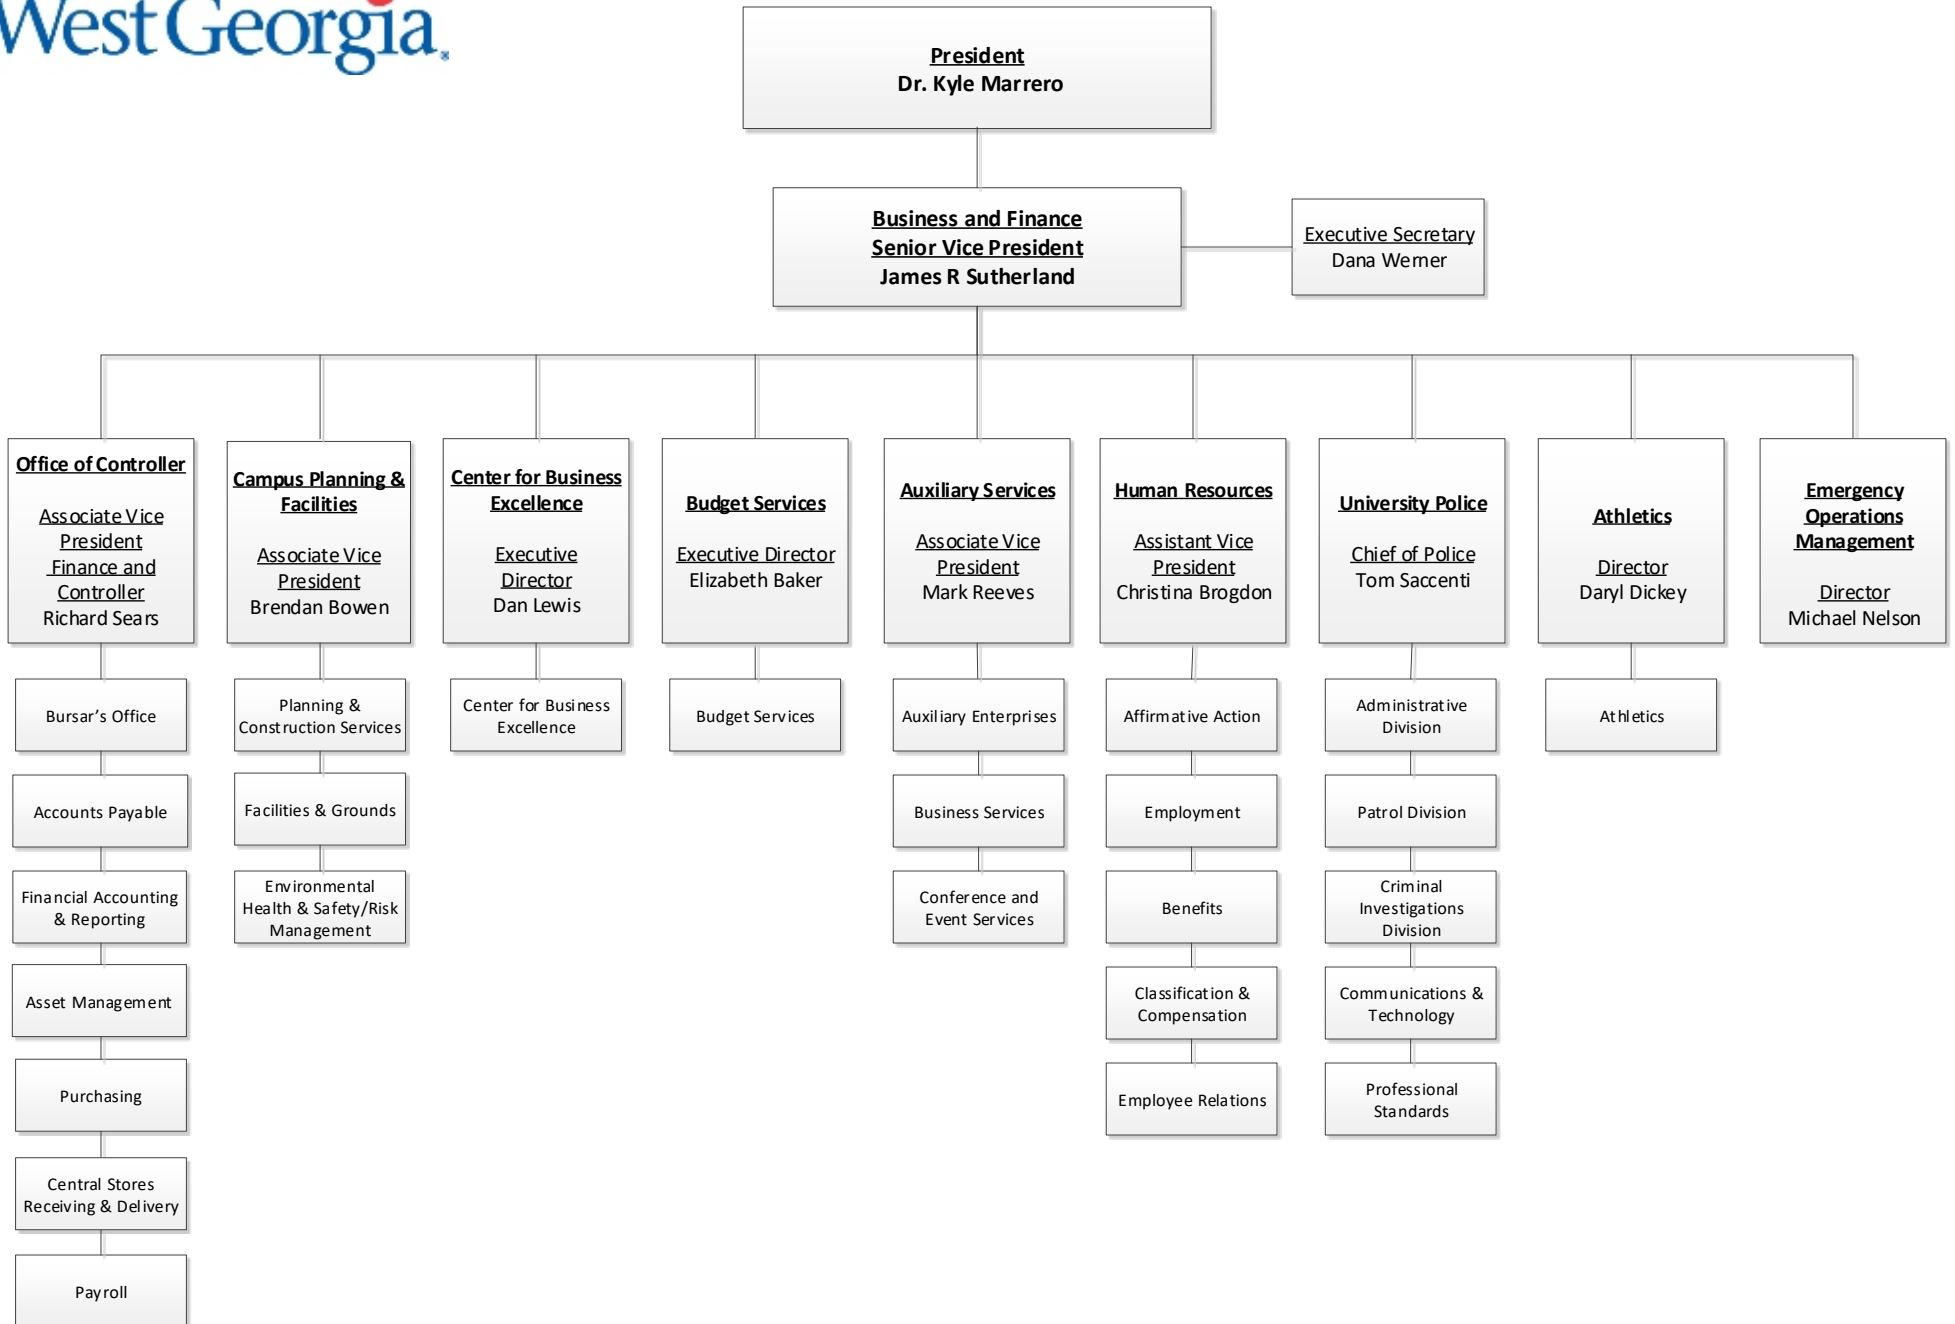 West Georgia®
President
Dr. Kyle Marrero
Business and Finance
Senior Vice President
James R Sutherland
Executive Secretary
Dana Werner
Office of Controller
Associate Vice
President
Finance and
Controller
Richard Sears
Campus Planning &
Facilities
Associate Vice
President
Brendan Bowen
Center for Business
Excellence
Executive
Director
Dan Lewis
Budget Services
Executive Director
Elizabeth Baker
Auxiliary Services
Associate Vice
President
Mark Reeves
Human Resources
Assistant Vice
President
Christina Brogdon
University Police
Chief of Police
Tom Saccenti
Athletics
Director
Daryl Dickey
Emergency
Operations
Management
Director
Michael Nelson
Bursar’s Office
Accounts Payable
Financial Accounting
& Reporting
Asset Management
Purchasing
Central Stores
Receiving & Delivery
Payroll
Planning &
Construction Services
Facilities & Grounds
Environmental
Health & Safety/Risk
Management
Center for Business
Excellence
Budget Services
Auxiliary Enterprises
Business Services
Conference and
Event Services
Affirmative Action
Employment
Benefits
Classification &
Compensation
Employee Relations
Administrative
Division
Patrol Division
Criminal
Investigations
Division
Communications &
Technology
Professional
Standards
Athletics